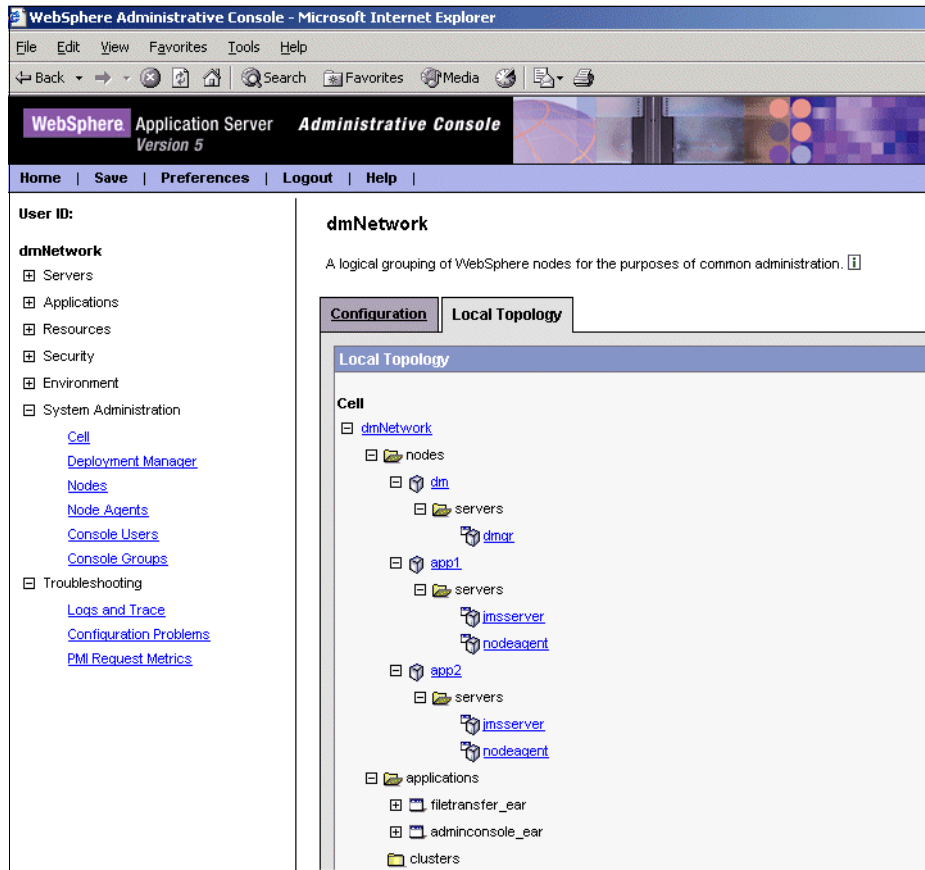 WebSphere Administrative Console - Microsoft Internet Explorer
File Edit View Favorites Tools Help
Back Search Favorites Media
WebSphere Application Server Administrative Console
Version 5
Home | Save | Preferences | Logout | Help |
User ID:
dmNetwork
Servers
Applications
Resources
Security
Environment
System Administration
Cell
Deployment Manager
Nodes
Node Agents
Console Users
Console Groups
Troubleshooting
Logs and Trace
Configuration Problems
PMI Request Metrics
dmNetwork
A logical grouping of WebSphere nodes for the purposes of common administration. i
Configuration Local Topology
Local Topology
Cell
dmNetwork
nodes
dm
servers
dmgr
app1
servers
jmsserver
nodeagent
app2
servers
jmsserver
nodeagent
applications
filetransfer_ear
adminconsole_ear
clusters